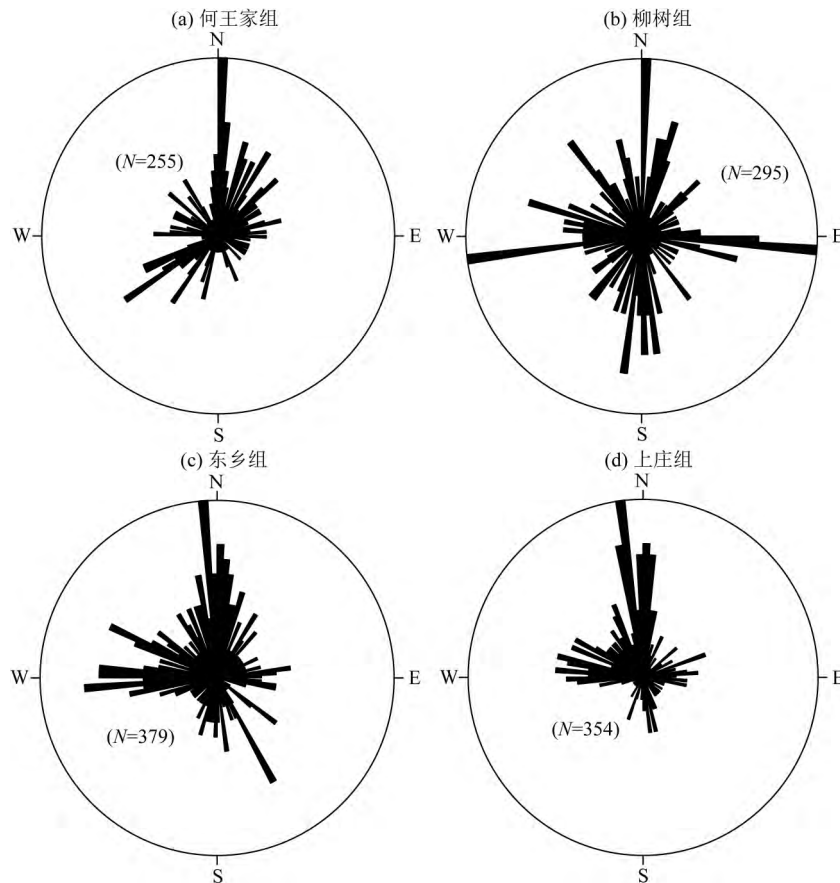 (a) 何王家组
N
(N=255)
W
E
S
(b) 柳树组
N
(N=295)
W
E
S
(c) 东乡组
N
W
E
(N=379)
S
(d) 上庄组
N
W
E
(N=354)
S